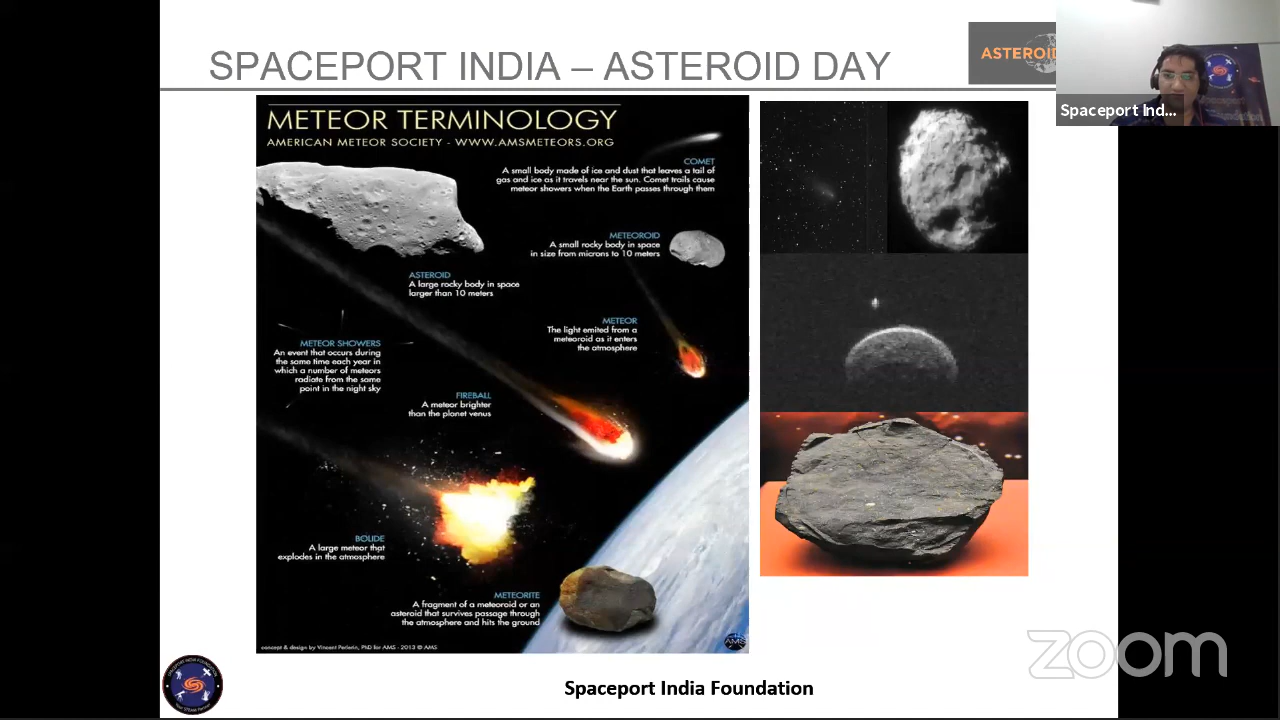 SPACEPORT INDIA – ASTEROID DAY
ASTEROID
Spaceport Ind...
METEOR TERMINOLOGY
AMERICAN METEOR SOCIETY - WWW.AMSMETEORS.ORG
COMET
A small body made of ice and dust that leaves a tail of
gas and ice as it travels near the sun. Comet trails cause
meteor showers when the Earth passes through them
METEOROID
A small rocky body in space
in size from microns to 10 meters
ASTEROID
A large rocky body in space
larger than 10 meters
METEOR
The light emited from a
meteoroid as it enters
the atmosphere
METEOR SHOWERS
An event that occurs during
the same time each year in
which a number of meteors
radiate from the same
point in the night sky
FIREBALL
A meteor brighter
than the planet venus
BOLIDE
A large meteor that
explodes in the atmosphere
METEORITE
A fragment of a meteoroid or an
asteroid that survives passage through
the atmosphere and hits the ground
concept & design by Vincent Perlerin, PhD for AMS - 2013 © AMS
AMS
zoom
SPACEPORT INDIA FOUNDATION
Spaceport India Foundation